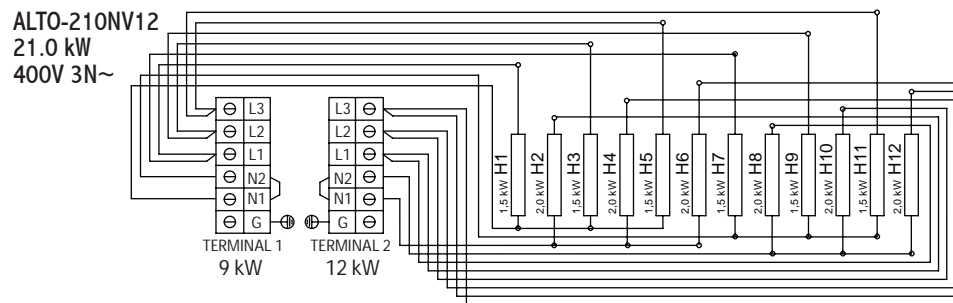 ALTO-210NV12
21.0 kW
400V 3N~
L3
L2
L1
N2
N1
G
TERMINAL 1
9 kW
L3
L2
L1
N2
N1
G
TERMINAL 2
12 kW
1,5 kW H1
2,0 kW H2
1,5 kW H3
2,0 kW H4
1,5 kW H5
2,0 kW H6
1,5 kW H7
2,0 kW H8
1,5 kW H9
2,0 kW H10
1,5 kW H11
2,0 kW H12